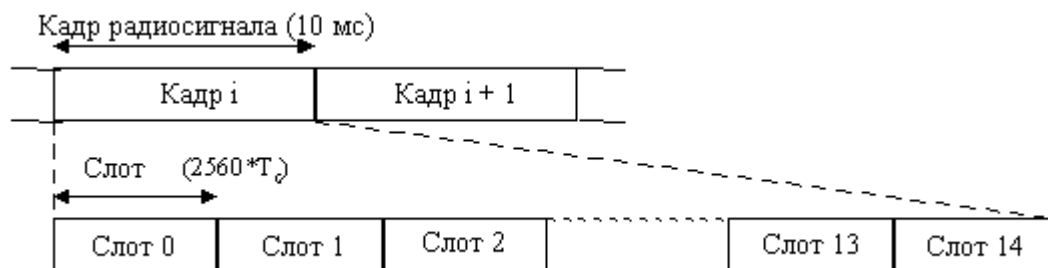 Кадр радиосигнала (10 мс)
Кадр i Кадр i + 1
Слот (2560*T_c)
Слот 0 Слот 1 Слот 2 Слот 13 Слот 14